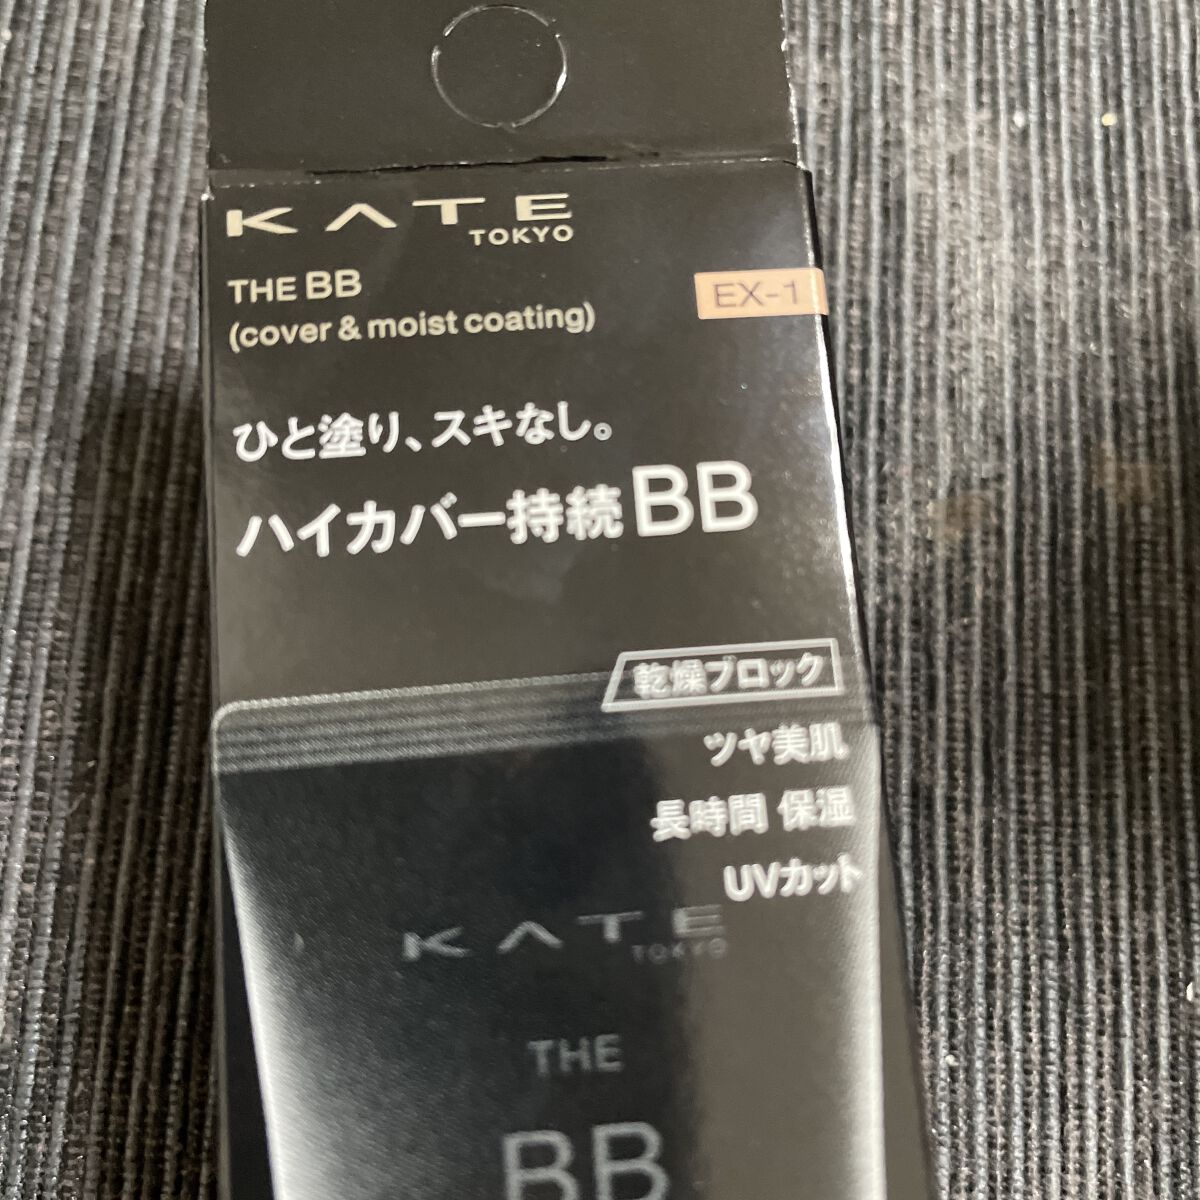 KATE
TOKYO
THE BB
(cover & moist coating)
EX-1
ひと塗り、スキなし。
ハイカバー持続BB
乾燥ブロック
ツヤ美肌
長時間 保湿
UVカット
KATE
TOKYO
THE
BB